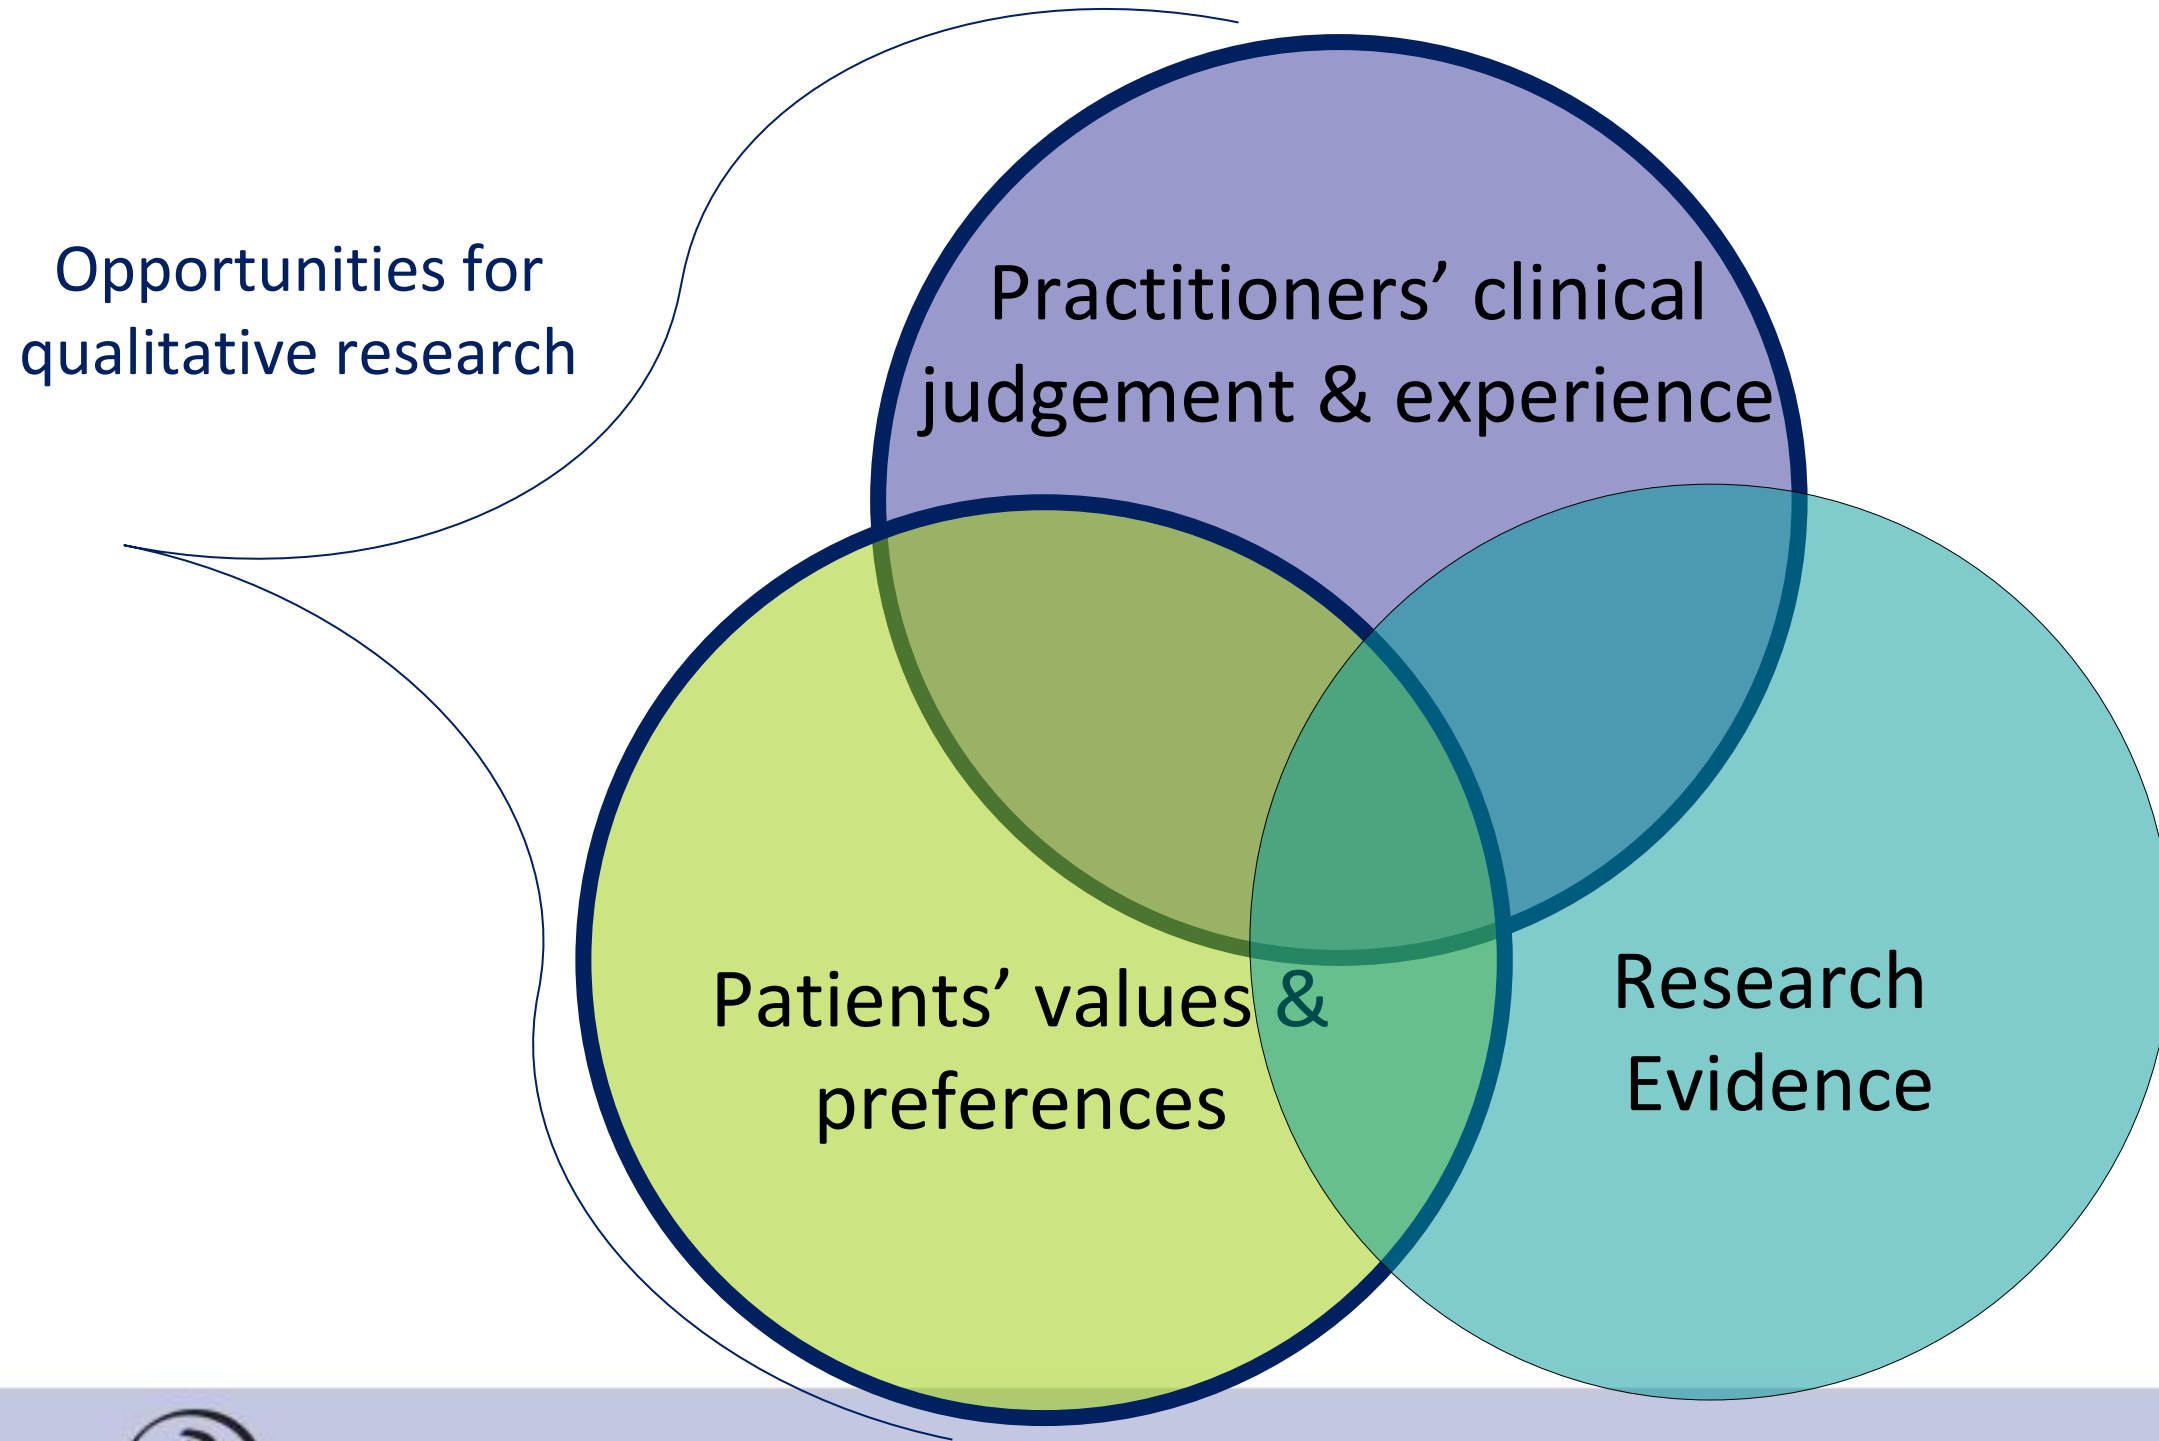 Opportunities for
qualitative research
Practitioners’ clinical
judgement & experience
Patients’ values &
preferences
Research
Evidence